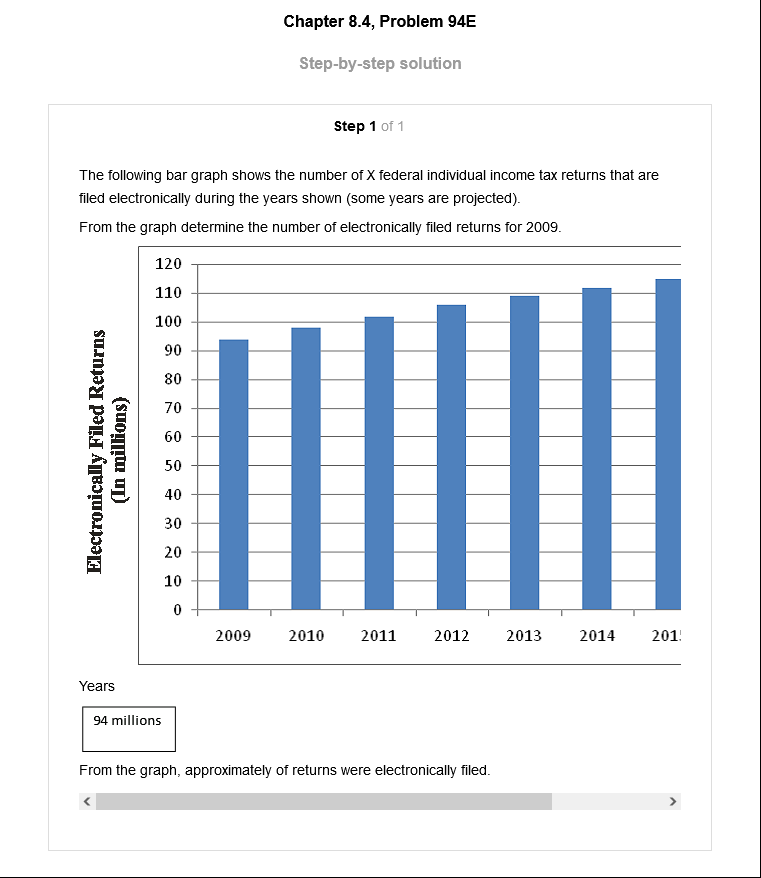 Chapter 8.4, Problem 94E
Step-by-step solution
Step 1 of 1
The following bar graph shows the number of X federal individual income tax returns that are
filed electronically during the years shown (some years are projected).
From the graph determine the number of electronically filed returns for 2009.
Electronically Filed Returns
(In millions)
120
110
100
90
80
70
60
50
40
30
20
10
0
2009 2010 2011 2012 2013 2014
Years
94 millions
From the graph, approximately of returns were electronically filed.